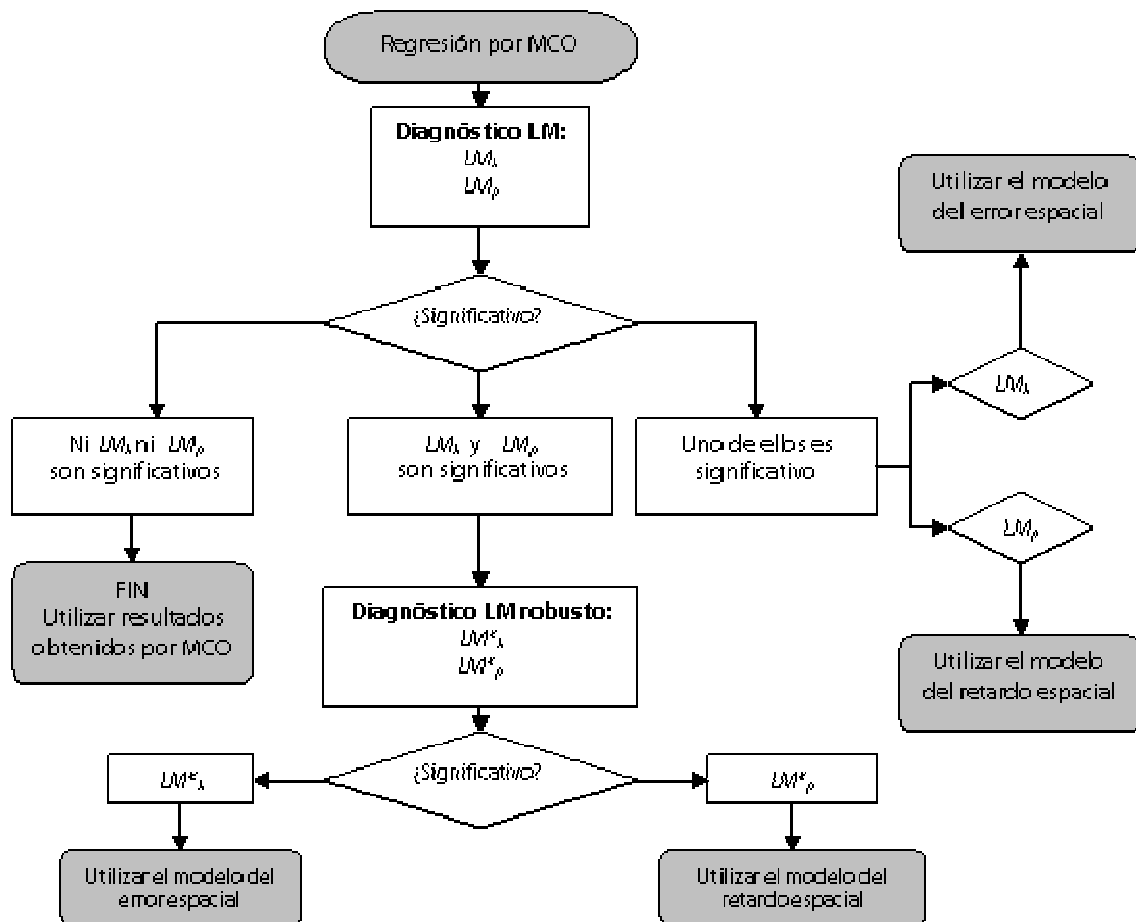 Regresión por MCO
Diagnóstico LM:
LMλ
LMρ
¿Significativo?
Ni LMλ ni LMρ
son significativos
LMλ y LMρ
son significativos
Uno de ellos es
significativo
LMλ
Utilizar el modelo
del error espacial
LMρ
Utilizar el modelo
del retardo espacial
FIN
Utilizar resultados
obtenidos por MCO
Diagnóstico LM robusto:
LM*λ
LM*ρ
¿Significativo?
LM*λ
LM*ρ
Utilizar el modelo del
error espacial
Utilizar el modelo del
retardo espacial